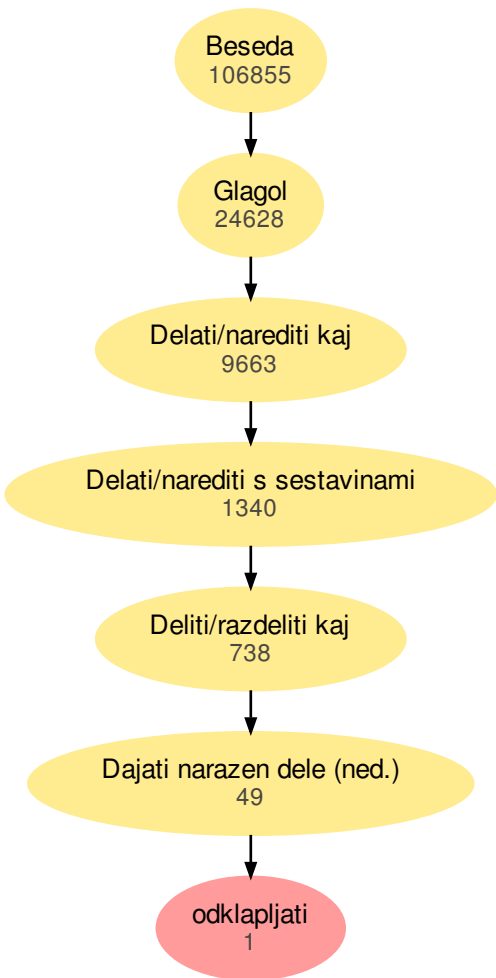 Beseda
106855
Glagol
24628
Delati/narediti kaj
9663
Delati/narediti s sestavinami
1340
Deliti/razdeliti kaj
738
Dajati narazen dele (ned.)
49
odklapljati
1